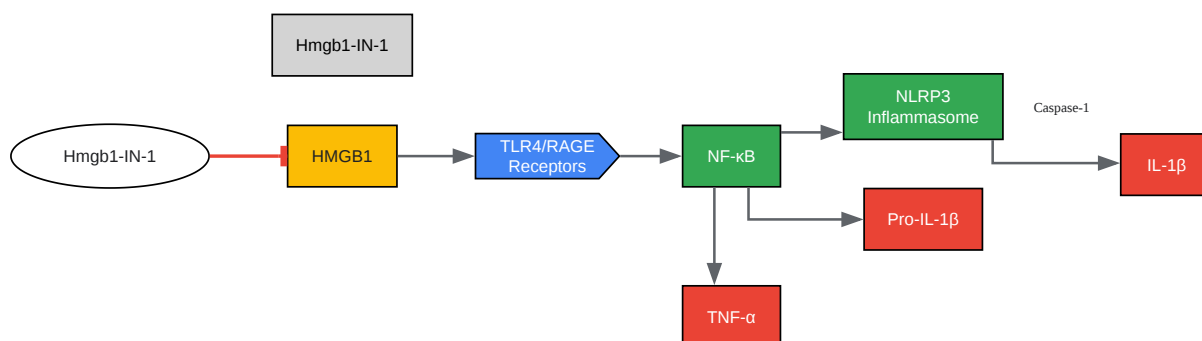 Hmgb1-IN-1
Hmgb1-IN-1
HMGB1
TLR4/RAGE
Receptors
NF-κB
NLRP3
Inflammasome
Caspase-1
IL-1β
Pro-IL-1β
TNF-α